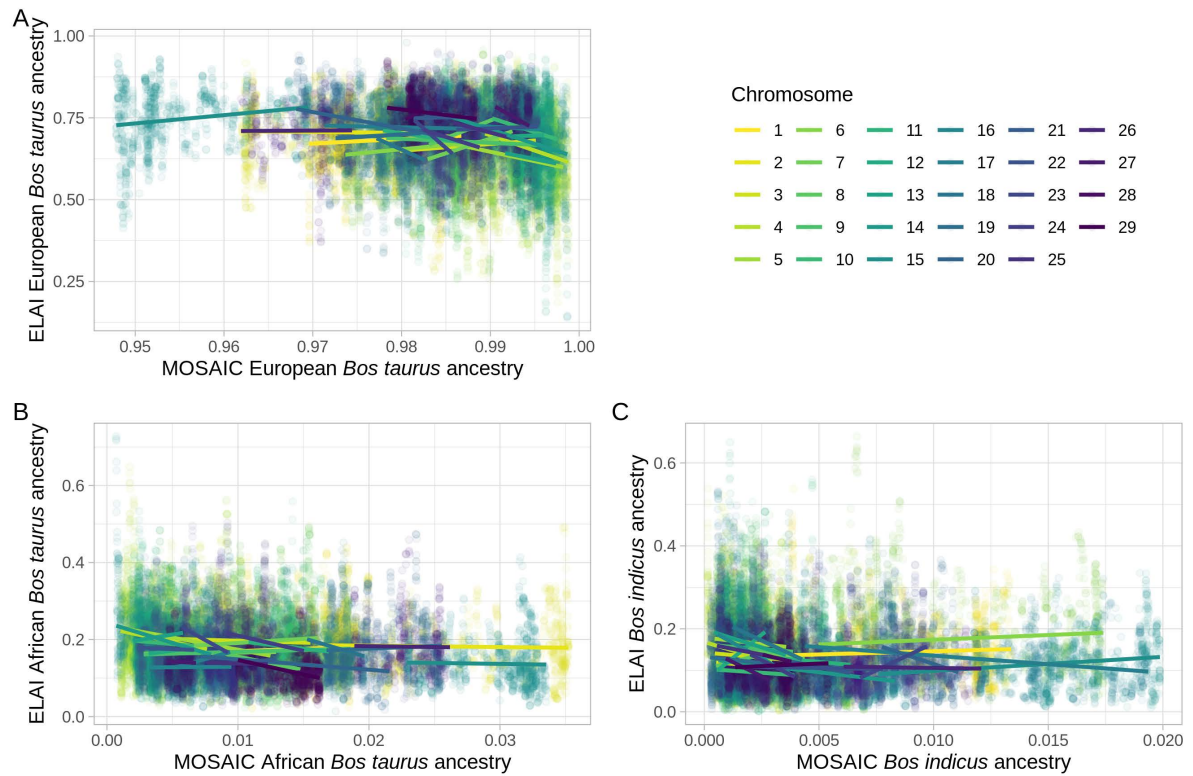 A
ELAI European Bos taurus ancestry
1.00
0.75
0.50
0.25
0.95 0.96 0.97 0.98 0.99 1.00
MOSAIC European Bos taurus ancestry
Chromosome
1 6 11 16 21 26
2 7 12 17 22 27
3 8 13 18 23 28
4 9 14 19 24 29
5 10 15 20 25
B
ELAI African Bos taurus ancestry
0.6
0.4
0.2
0.0
0.00 0.01 0.02 0.03
MOSAIC African Bos taurus ancestry
C
ELAI Bos indicus ancestry
0.6
0.4
0.2
0.0
0.000 0.005 0.010 0.015 0.020
MOSAIC Bos indicus ancestry